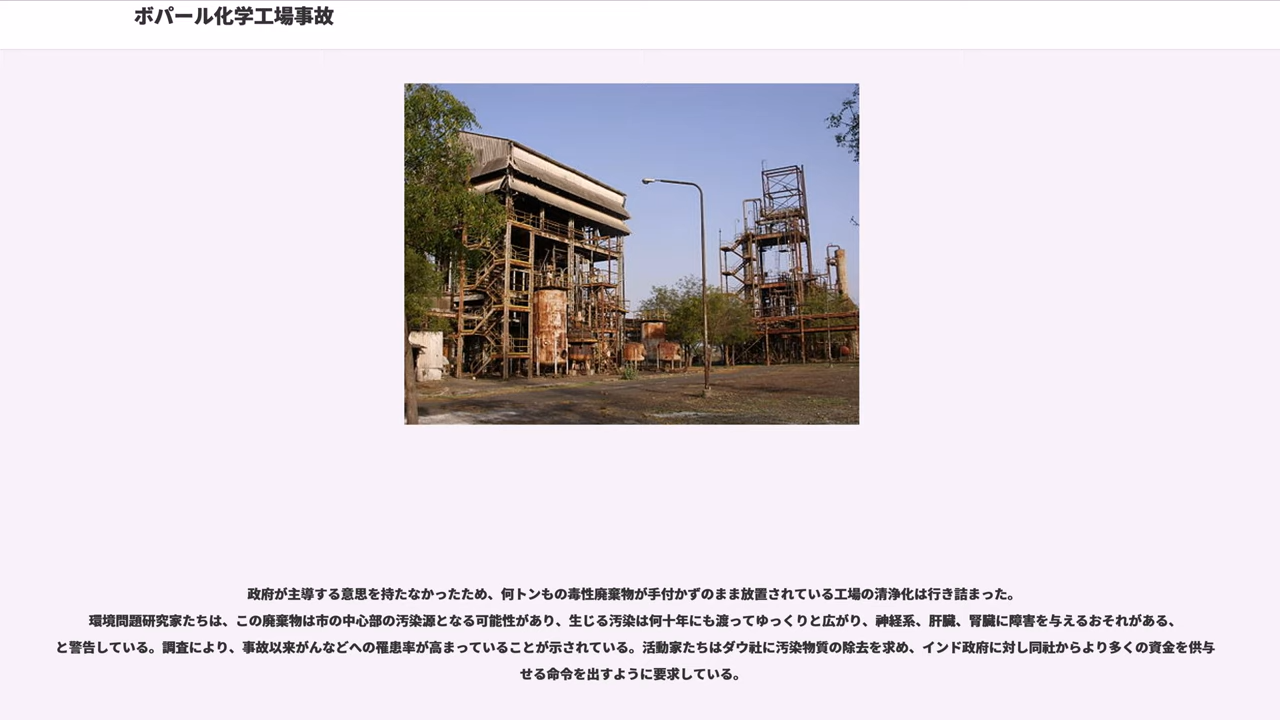 ボパール化学工場事故
政府が主導する意思を持たなかったため、何トンもの毒性廃棄物が手付かずのまま放置されている工場の清浄化は行き詰まった。
環境問題研究家たちは、この廃棄物は市の中心部の汚染源となる可能性があり、生じる汚染は何十年にも渡ってゆっくりと広がり、神経系、肝臓、腎臓に障害を与えるおそれがある、
と警告している。調査により、事故以来がんなどへの罹患率が高まっていることが示されている。活動家たちはダウ社に汚染物質の除去を求め、インド政府に対し同社からより多くの資金を供与
せる命令を出すように要求している。